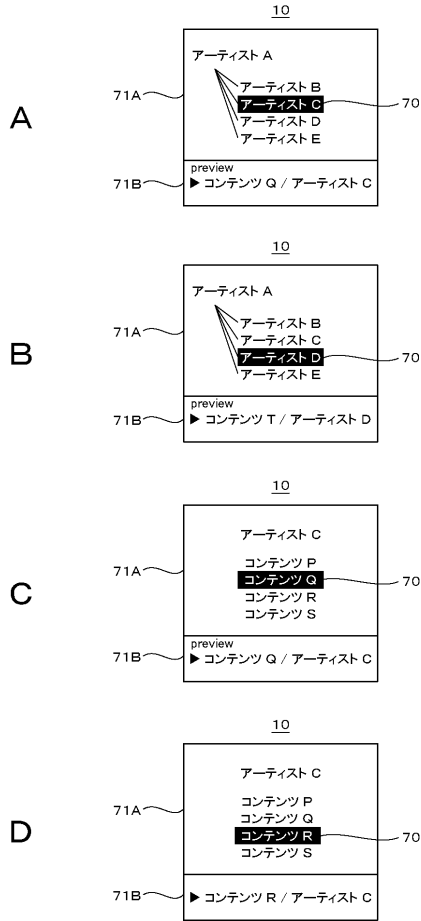 10
アーティスト A
アーティスト B
71A
アーティスト C
70
A
アーティスト D
アーティスト E
preview
71B
▶ コンテンツ Q / アーティスト C
10
アーティスト A
アーティスト B
71A
アーティスト C
B
アーティスト D
70
アーティスト E
preview
71B
▶ コンテンツ T / アーティスト D
10
アーティスト C
コンテンツ P
71A
コンテンツ Q
70
C
コンテンツ R
コンテンツ S
preview
71B
▶ コンテンツ Q / アーティスト C
10
アーティスト C
コンテンツ P
71A
コンテンツ Q
D
コンテンツ R
70
コンテンツ S
71B
▶ コンテンツ R / アーティスト C